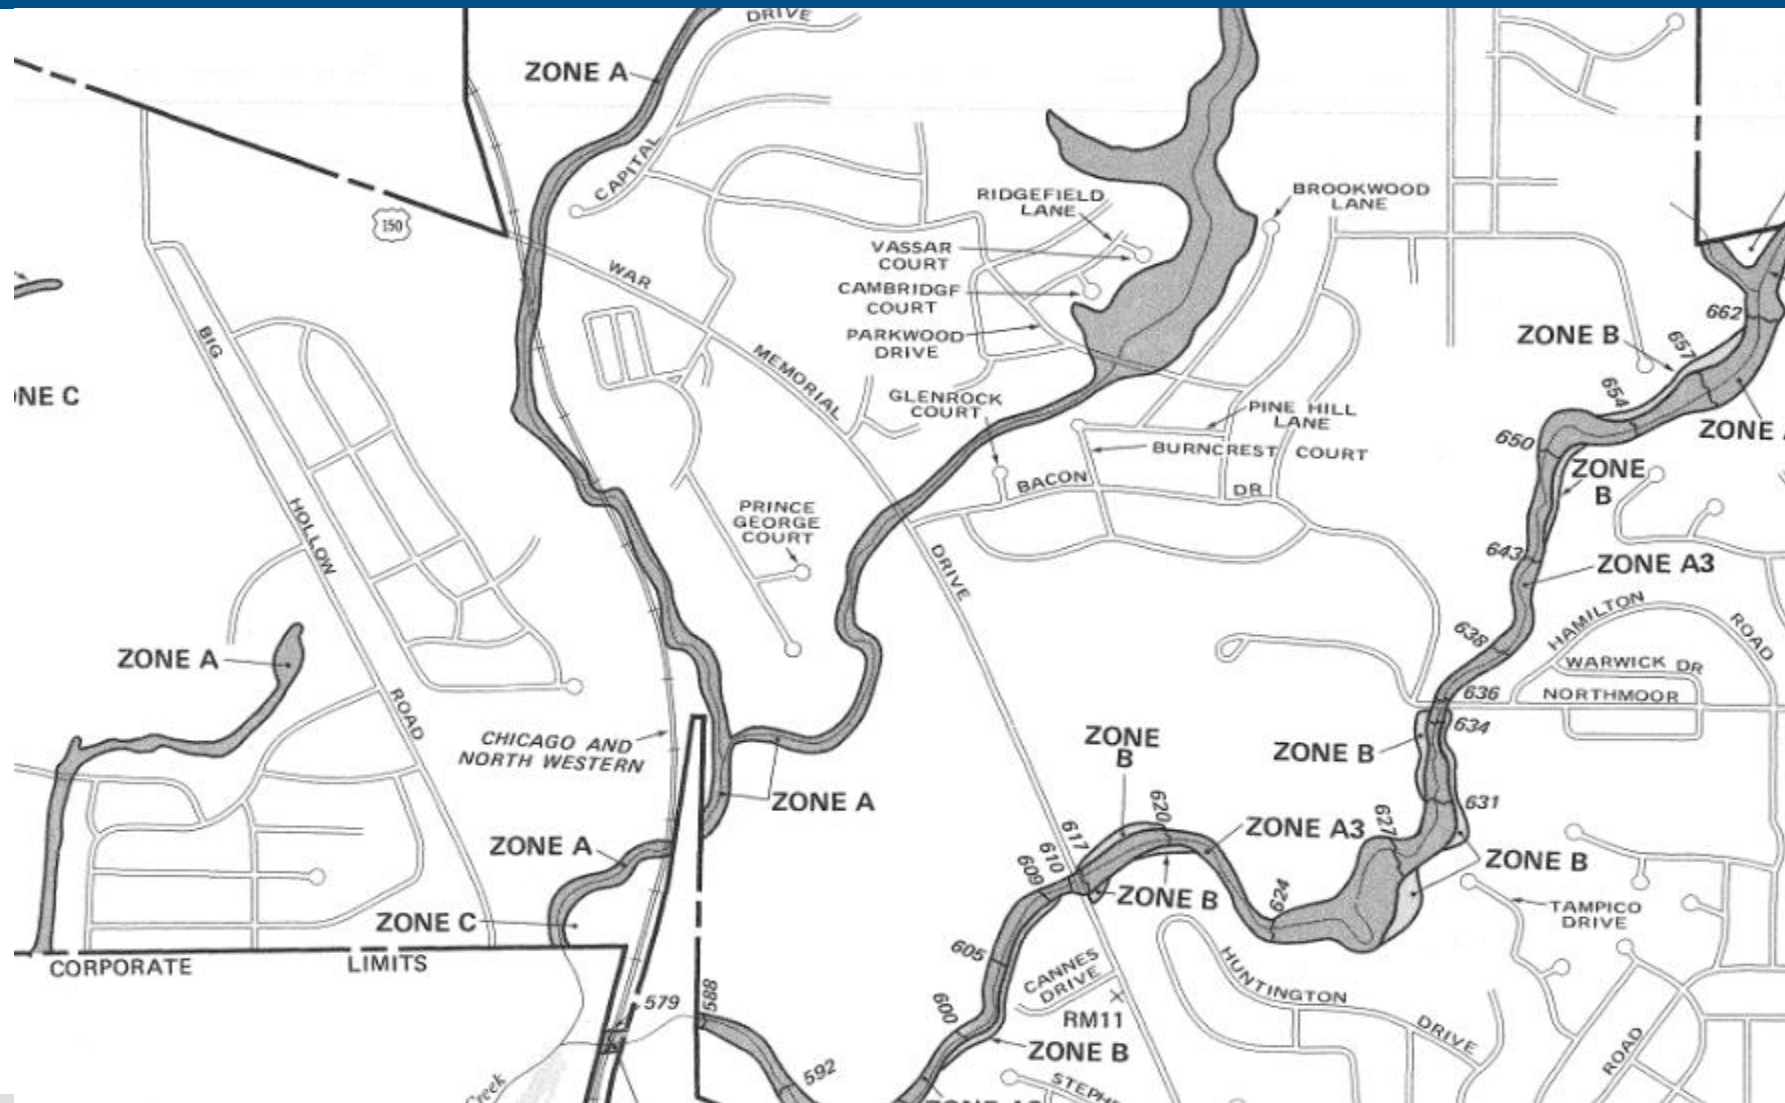 DRIVE
ZONE A
CAPITAL
150
RIDGEFIELD
LANE
BROOKWOOD
LANE
VASSAR
COURT
WAR
CAMBRIDGE
COURT
662
BIG
PARKWOOD
DRIVE
ZONE B
657
MEMORIAL
654
NE C
GLENROCK
COURT
PINE HILL
LANE
ZONE
650
BURNCREST COURT
ZONE
B
BACON
DR
HOLLOW
PRINCE
GEORGE
COURT
643
DRIVE
ZONE A3
HAMILTON
ROAD
638
ZONE A
WARWICK DR
636
NORTHMOOR
ROAD
634
CHICAGO AND
NORTH WESTERN
ZONE
B
ZONE B
ZONE A
620
631
627
617
ZONE A3
ZONE A
610
ZONE B
609
ZONE B
624
TAMPICO
DRIVE
ZONE C
605
CORPORATE LIMITS
CANNES
DRIVE
HUNTINGTON
DRIVE
579
588
600
RM11
ROAD
ZONE B
592
Creek
STEPH